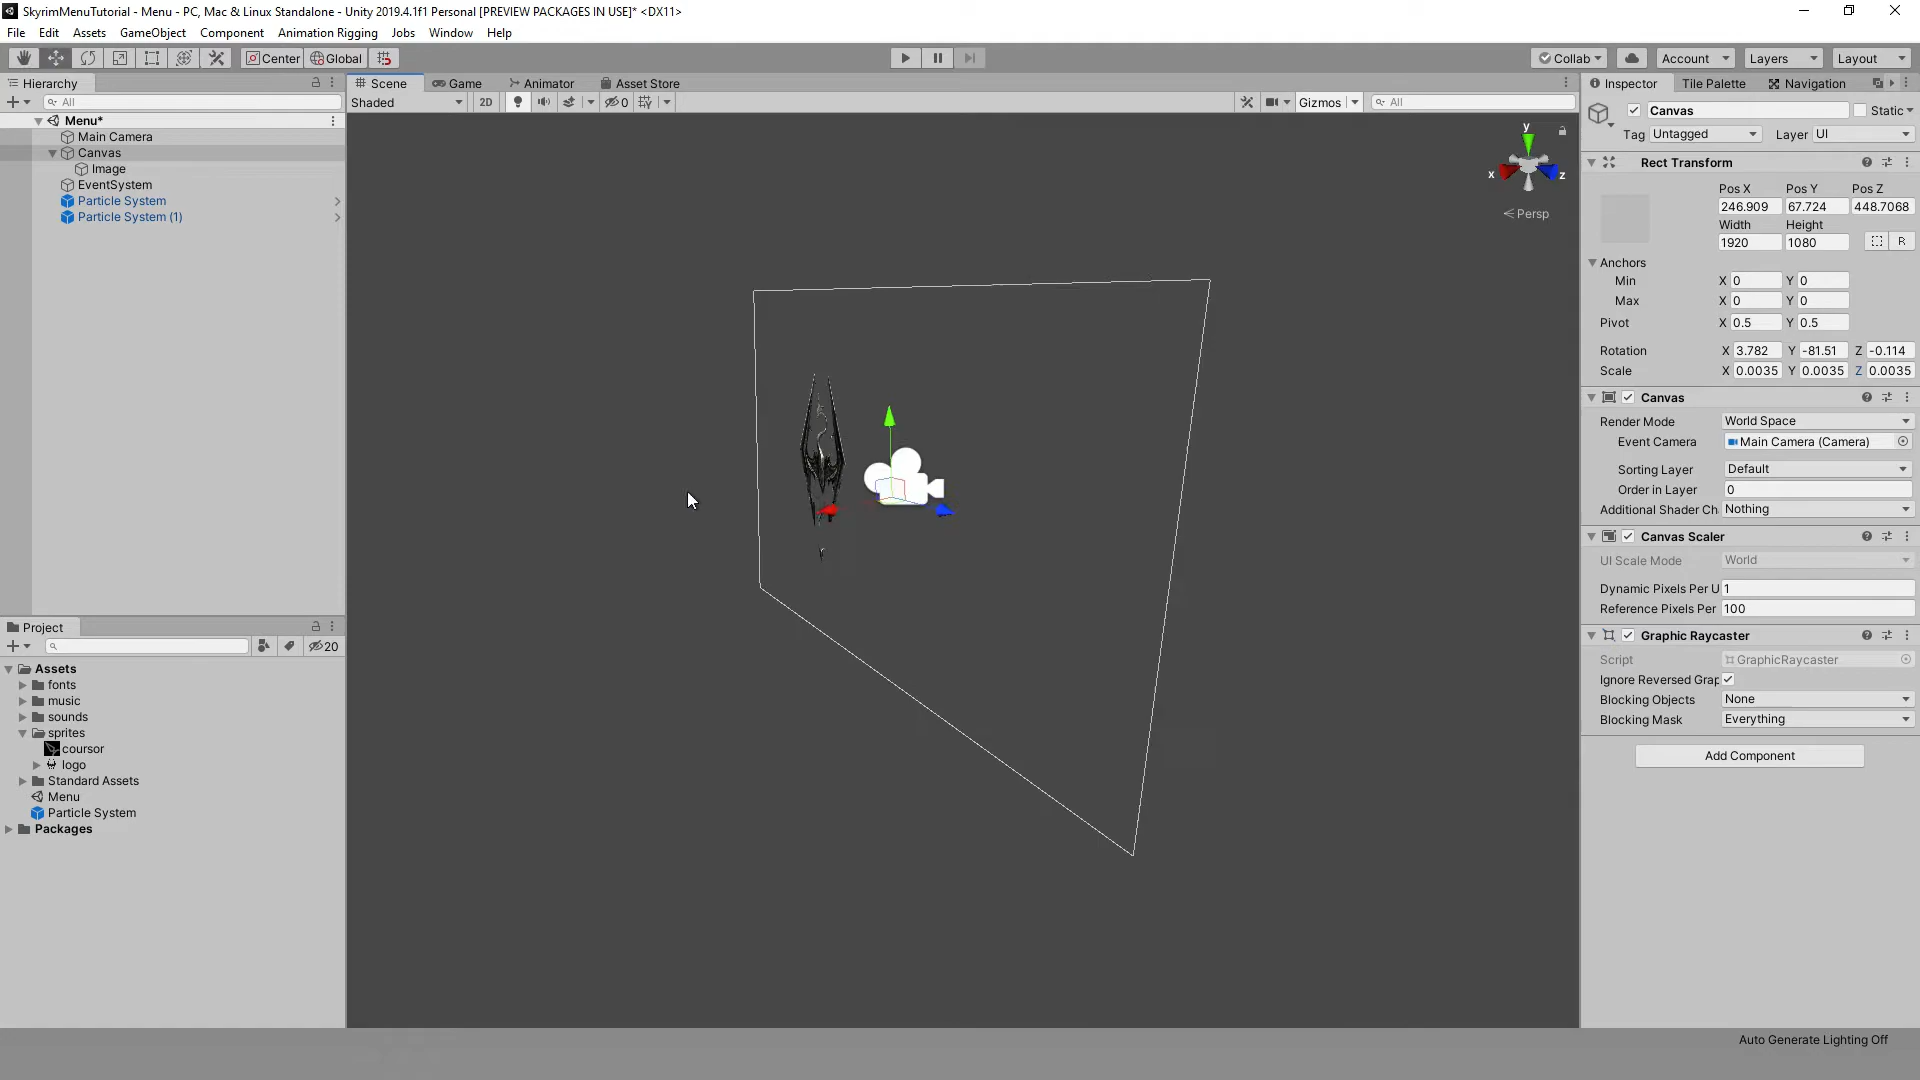 SkyrimMenuTutorial - Menu - PC, Mac & Linux Standalone - Unity 2019.4.1f1 Personal [PREVIEW PACKAGES IN USE]* <DX11>
File Edit Assets GameObject Component Animation Rigging Jobs Window Help
Center Global Collab Account Layers Layout
Hierarchy
All
Menu*
Main Camera
Canvas
Image
EventSystem
Particle System
Particle System (1)
Scene Game Animator Asset Store
Shaded 2D 0 Gizmos All
y
x z
Persp
Project
20
Assets
fonts
music
sounds
sprites
coursor
logo
Standard Assets
Menu
Particle System
Packages
Inspector Tile Palette Navigation
Canvas Static
Tag Untagged Layer UI
Rect Transform
Pos X Pos Y Pos Z
246.909 67.724 448.7068
Width Height
1920 1080 R
Anchors
Min X 0 Y 0
Max X 0 Y 0
Pivot X 0.5 Y 0.5
Rotation X 3.782 Y -81.51 Z -0.114
Scale X 0.0035 Y 0.0035 Z 0.0035
Canvas
Render Mode World Space
Event Camera Main Camera (Camera)
Sorting Layer Default
Order in Layer 0
Additional Shader Ch Nothing
Canvas Scaler
UI Scale Mode World
Dynamic Pixels Per U 1
Reference Pixels Per 100
Graphic Raycaster
Script GraphicRaycaster
Ignore Reversed Grap
Blocking Objects None
Blocking Mask Everything
Add Component
Auto Generate Lighting Off